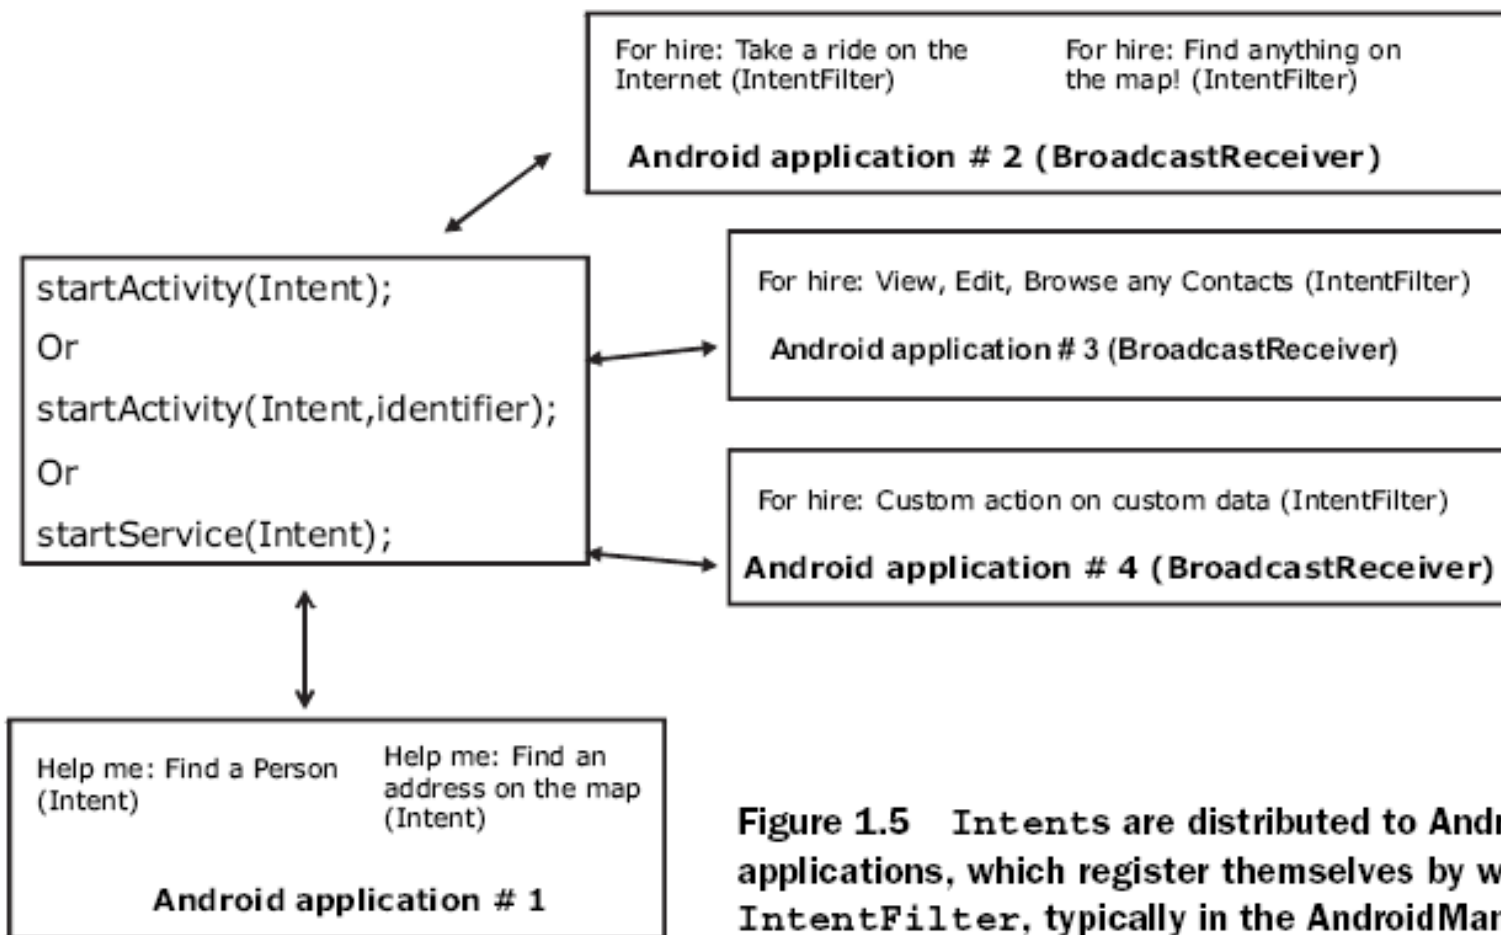 For hire: Take a ride on the
Internet (IntentFilter)
For hire: Find anything on
the map! (IntentFilter)
Android application # 2 (BroadcastReceiver)
startActivity(Intent);
Or
startActivity(Intent,identifier);
Or
startService(Intent);
For hire: View, Edit, Browse any Contacts (IntentFilter)
Android application # 3 (BroadcastReceiver)
For hire: Custom action on custom data (IntentFilter)
Android application # 4 (BroadcastReceiver)
Help me: Find a Person
(Intent)
Help me: Find an
address on the map
(Intent)
Android application # 1
Figure 1.5 Intents are distributed to
applications, which register themselves by
IntentFilter, typically in the